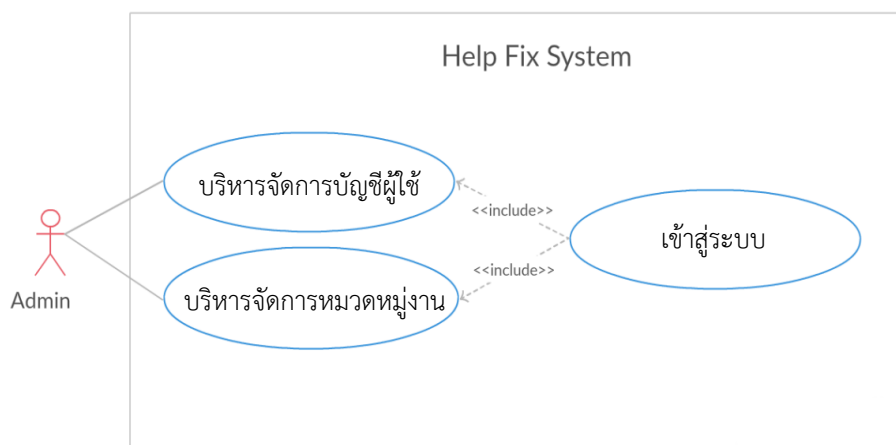 Help Fix System
บริหารจัดการบัญชีผู้ใช้
<<include>>
เข้าสู่ระบบ
<<include>>
Admin
บริหารจัดการหมวดหมู่งาน